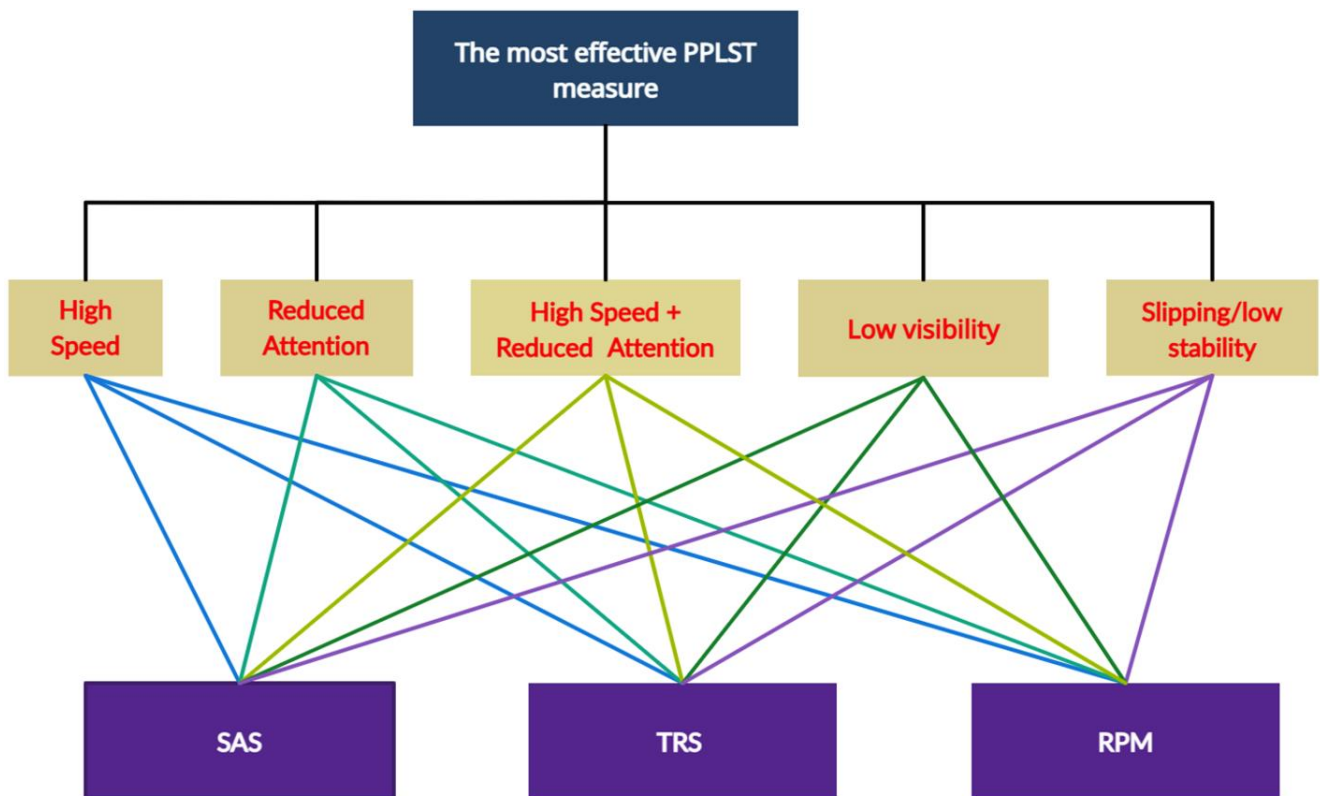 The most effective PPLST
measure
High
Speed
Reduced
Attention
High Speed +
Reduced Attention
Low visibility
Slipping/low
stability
SAS
TRS
RPM